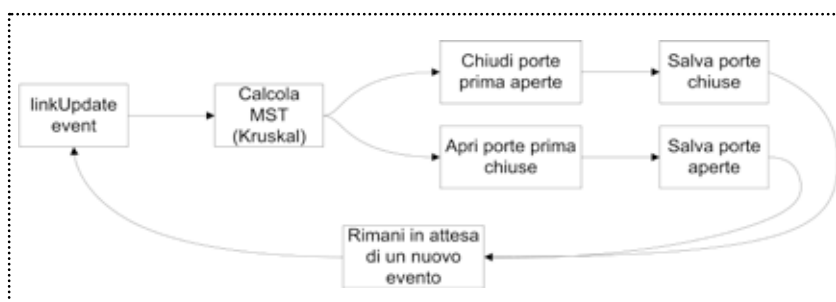 linkUpdate
event
Calcola
MST
(Kruskal)
Chiudi porte
prima aperte
Salva porte
chiuse
Apri porte prima
chiuse
Salva porte
aperte
Rimani in attesa
di un nuovo
evento